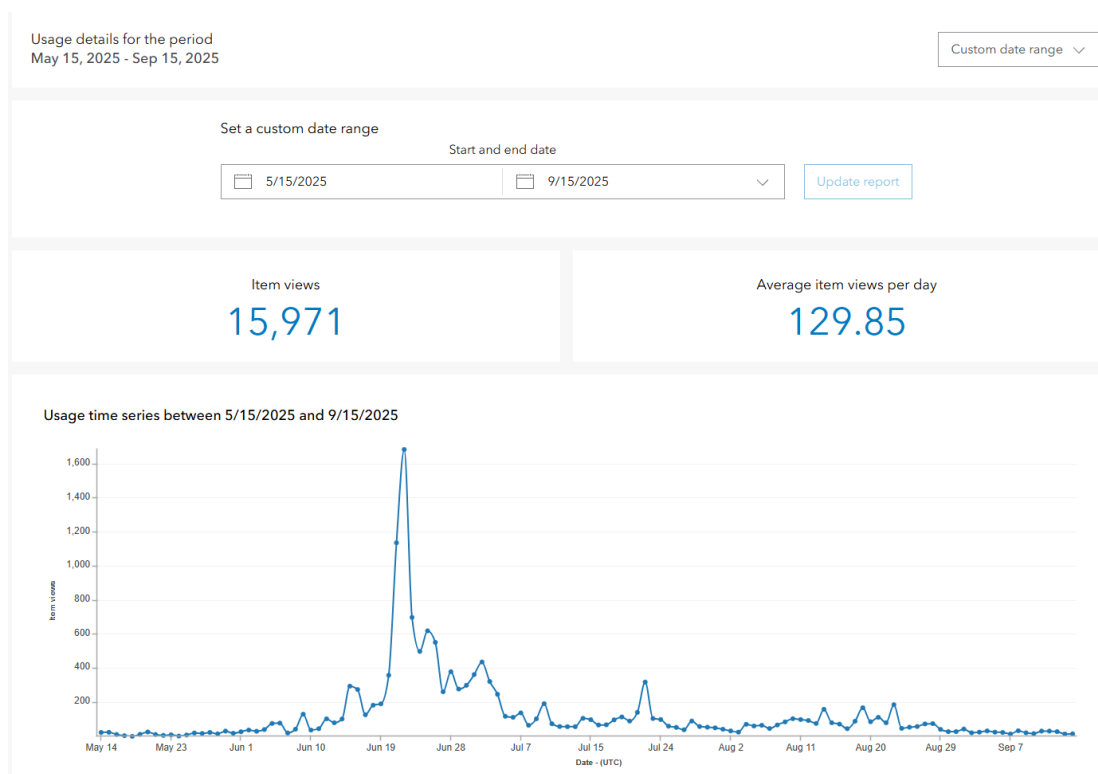 Usage details for the period
May 15, 2025 - Sep 15, 2025
Custom date range
Set a custom date range
Start and end date
5/15/2025
9/15/2025
Update report
Item views
15,971
Average item views per day
129.85
Usage time series between 5/15/2025 and 9/15/2025
1,600
1,400
1,200
1,000
800
600
400
200
Item views
May 14
May 23
Jun 1
Jun 10
Jun 19
Jun 28
Jul 7
Jul 15
Jul 24
Aug 2
Aug 11
Aug 20
Aug 29
Sep 7
Date - (UTC)